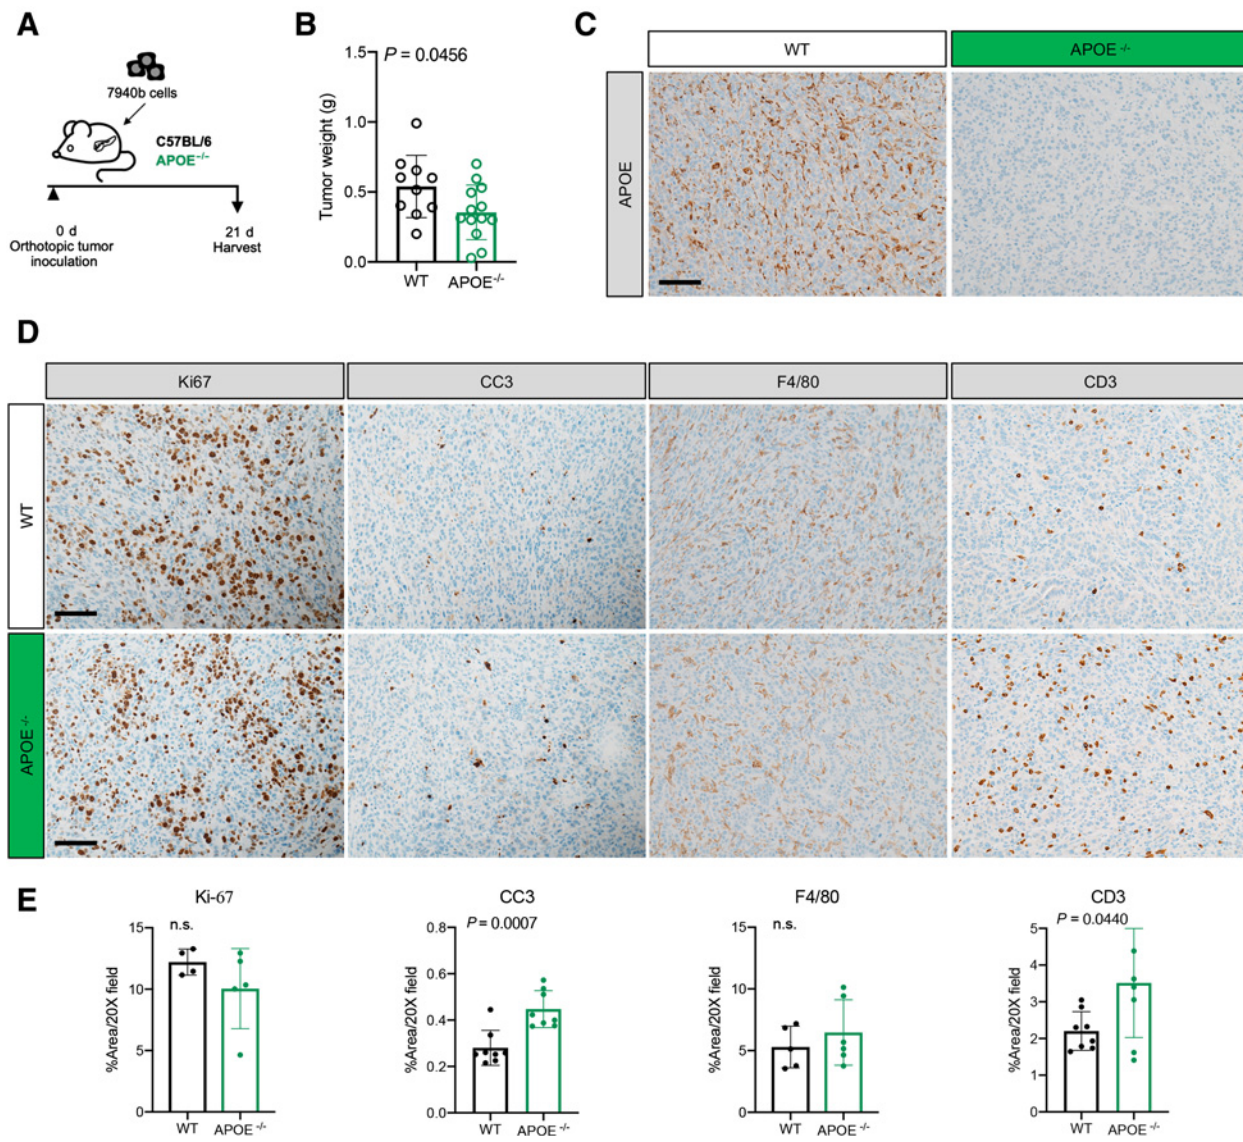 A
7940b cells
C57BL/6
APOE⁻/⁻
0 d
Orthotopic tumor
inoculation
21 d
Harvest
B
P = 0.0456
Tumor weight (g)
1.5
1.0
0.5
0.0
WT
APOE⁻/⁻
C
WT
APOE⁻/⁻
APOE
D
Ki67
CC3
F4/80
CD3
WT
APOE⁻/⁻
E
Ki-67
n.s.
%Area/20X field
15
10
5
0
WT
APOE⁻/⁻
CC3
P = 0.0007
%Area/20X field
0.8
0.6
0.4
0.2
0.0
WT
APOE⁻/⁻
F4/80
n.s.
%Area/20X field
15
10
5
0
WT
APOE⁻/⁻
CD3
P = 0.0440
%Area/20X field
5
4
3
2
1
0
WT
APOE⁻/⁻